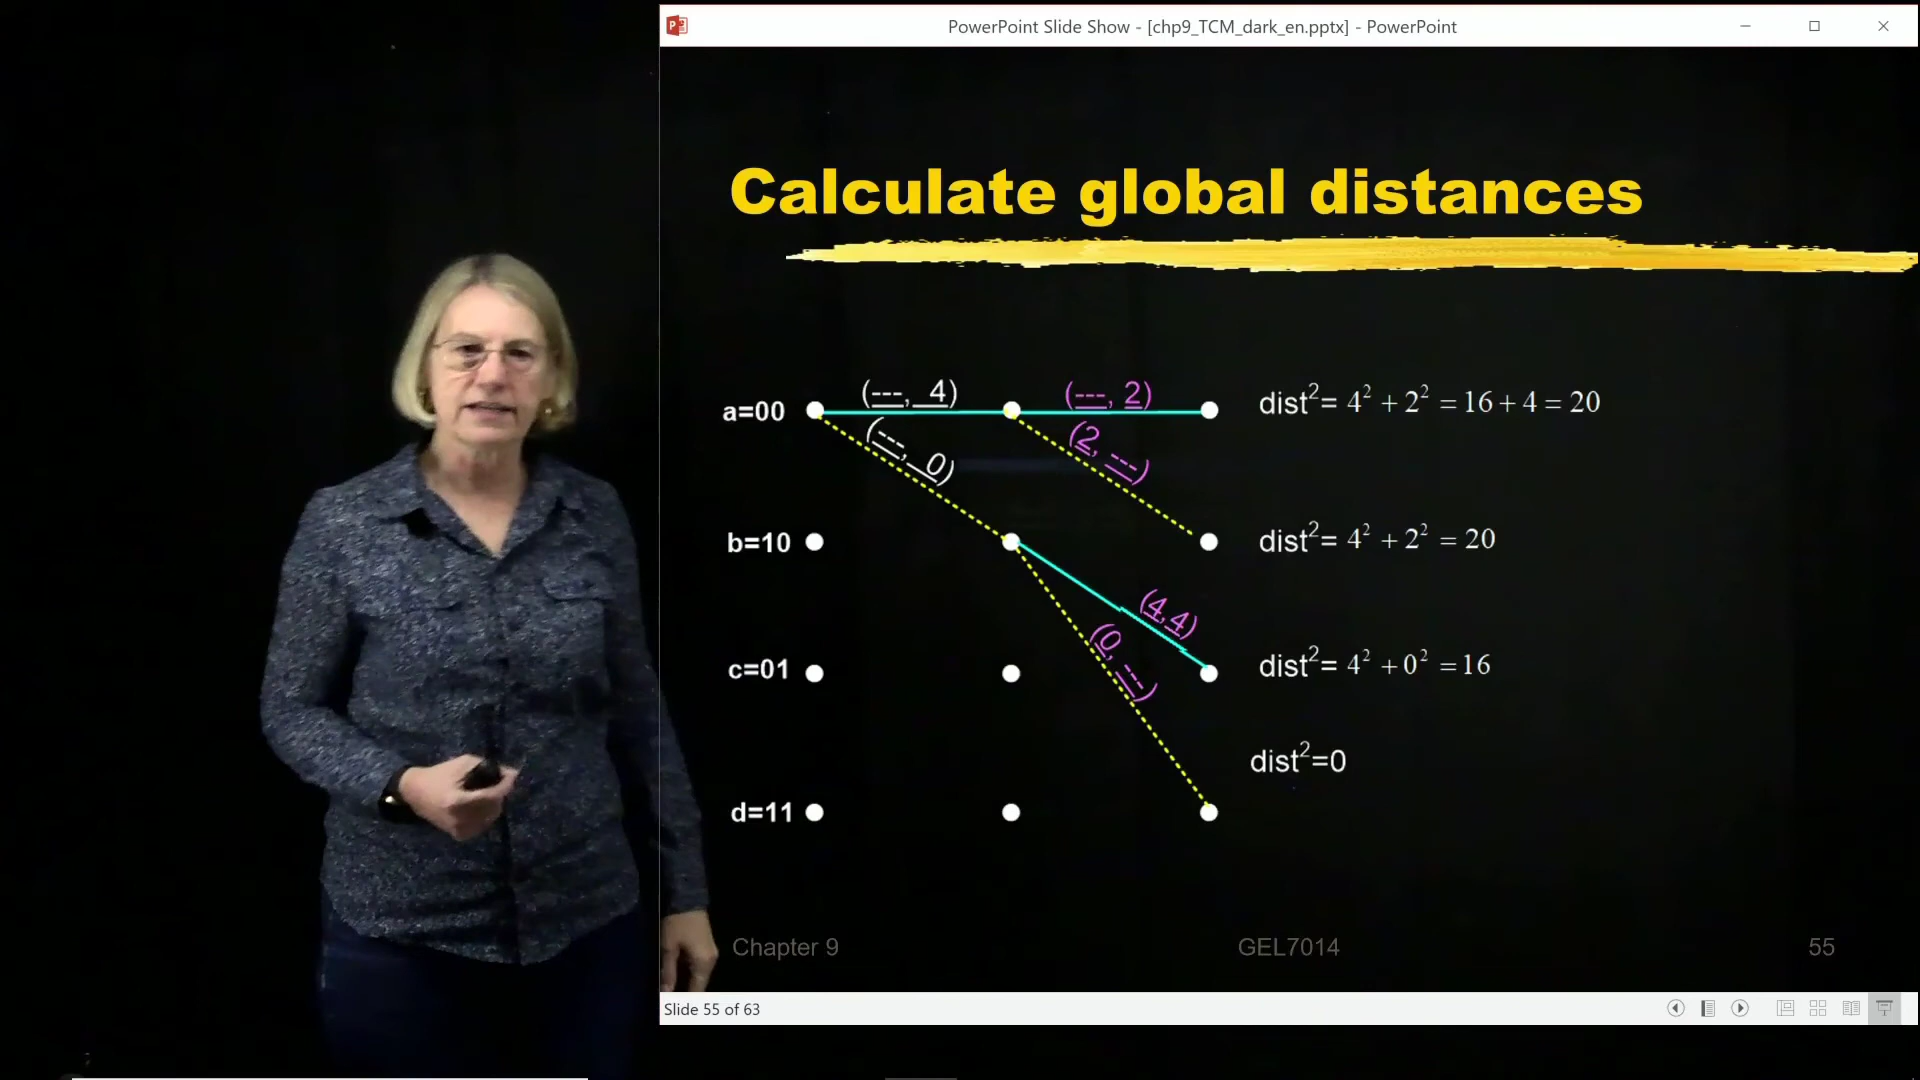 PowerPoint Slide Show - [chp9_TCM_dark_en.pptx] - PowerPoint
Calculate global distances
a=00 (---, 4) (---, 2) dist²= 4² + 2² = 16 + 4 = 20
(---, 0) (2, ---)
b=10 dist²= 4² + 2² = 20
(4,4)
(0, ---)
c=01 dist²= 4² + 0² = 16
dist²=0
d=11
Chapter 9 GEL7014 55
Slide 55 of 63